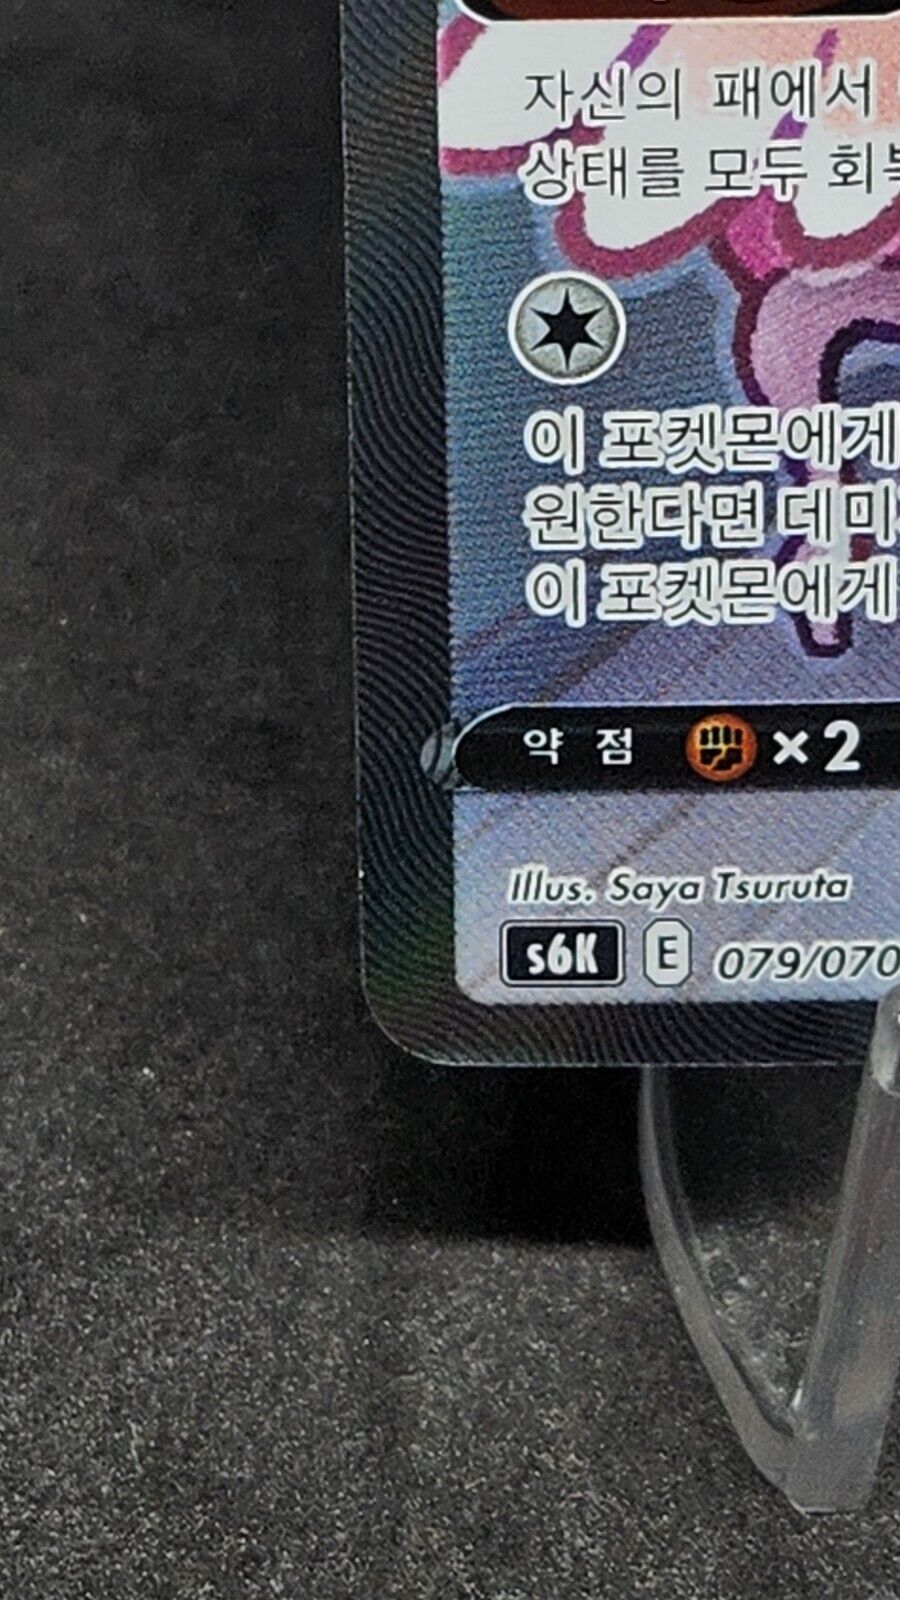 자신의 패에서
상태를 모두
이 포켓몬에게
원한다면 데미
이 포켓몬에게
약 점 ×2
Illus. Saya Tsuruta
s6K E 079/070